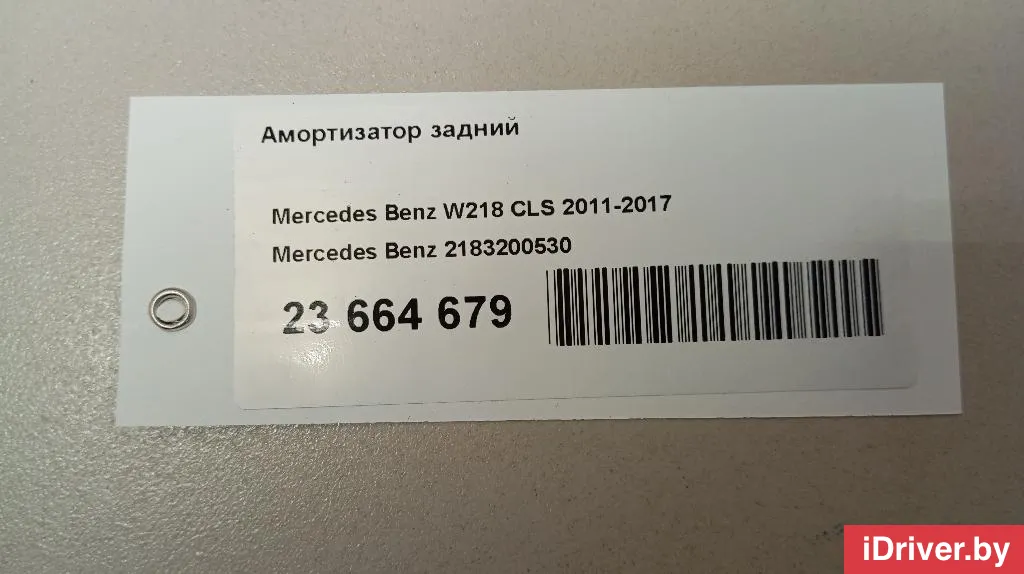 Амортизатор задний
Mercedes Benz W218 CLS 2011-2017
Mercedes Benz 2183200530
23 664 679
iDriver.by